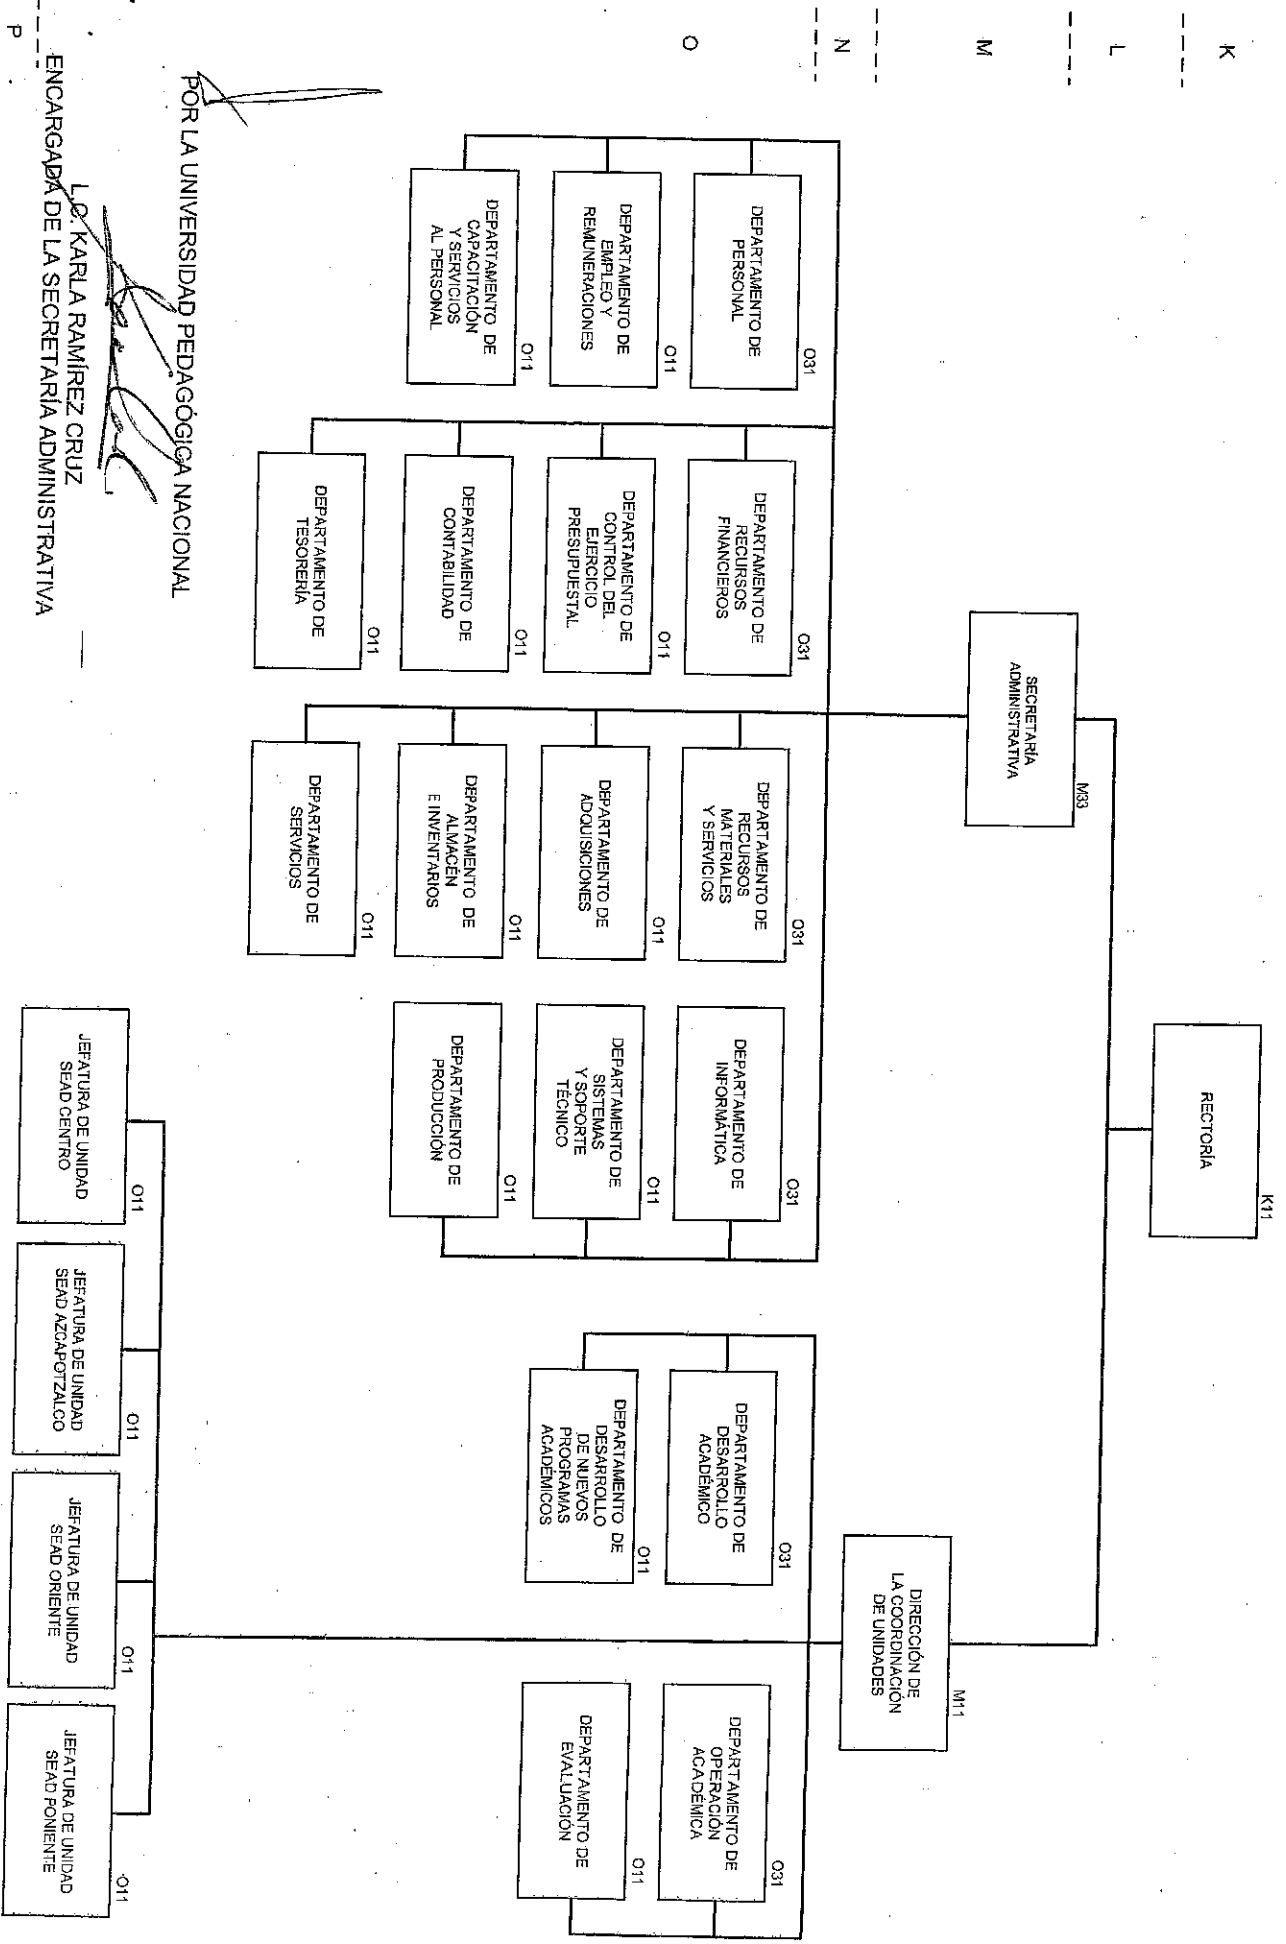 K
L
M
N
O
P
K11
RECTORÍA
M33
SECRETARÍA
ADMINISTRATIVA
M11
DIRECCIÓN DE
LA COORDINACIÓN
DE UNIDADES
O31
DEPARTAMENTO DE
PERSONAL
O11
DEPARTAMENTO DE
EMPLEO Y
REMUNERACIONES
O11
DEPARTAMENTO DE
CAPACITACIÓN
Y SERVICIOS
AL PERSONAL
O31
DEPARTAMENTO DE
RECURSOS
FINANCIEROS
O11
DEPARTAMENTO DE
CONTROL DEL
EJERCICIO
PRESUPUESTAL
O11
DEPARTAMENTO DE
CONTABILIDAD
O11
DEPARTAMENTO DE
TESORERÍA
O31
DEPARTAMENTO DE
RECURSOS
MATERIALES
Y SERVICIOS
O11
DEPARTAMENTO DE
ADQUISICIONES
O11
DEPARTAMENTO DE
ALMACÉN
E INVENTARIOS
O11
DEPARTAMENTO DE
SERVICIOS
O31
DEPARTAMENTO DE
INFORMÁTICA
O11
DEPARTAMENTO DE
SISTEMAS
Y SOPORTE
TÉCNICO
O11
DEPARTAMENTO DE
PRODUCCIÓN
O31
DEPARTAMENTO DE
DESARROLLO
ACADÉMICO
O11
DEPARTAMENTO DE
DESARROLLO
DE NUEVOS
PROGRAMAS
ACADÉMICOS
O31
DEPARTAMENTO DE
OPERACIÓN
ACADÉMICA
O11
DEPARTAMENTO DE
EVALUACIÓN
O11
JEFATURA DE UNIDAD
SEAD CENTRO
O11
JEFATURA DE UNIDAD
SEAD AZCAPOTZALCO
O11
JEFATURA DE UNIDAD
SEAD ORIENTE
O11
JEFATURA DE UNIDAD
SEAD PONIENTE
POR LA UNIVERSIDAD PEDAGÓGICA NACIONAL
L.C. KARLA RAMÍREZ CRUZ
ENCARGADA DE LA SECRETARÍA ADMINISTRATIVA